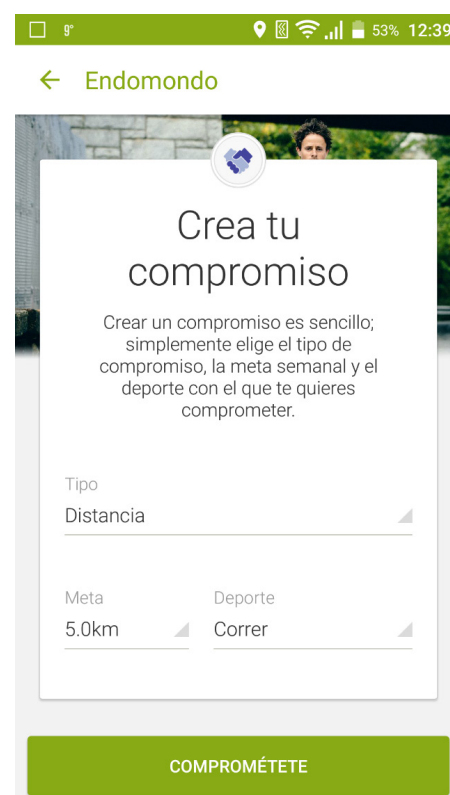 9° 53% 12:39
Endomondo
Crea tu
compromiso
Crear un compromiso es sencillo;
simplemente elige el tipo de
compromiso, la meta semanal y el
deporte con el que te quieres
comprometer.
Tipo
Distancia
Meta Deporte
5.0km Correr
COMPROMÉTETE